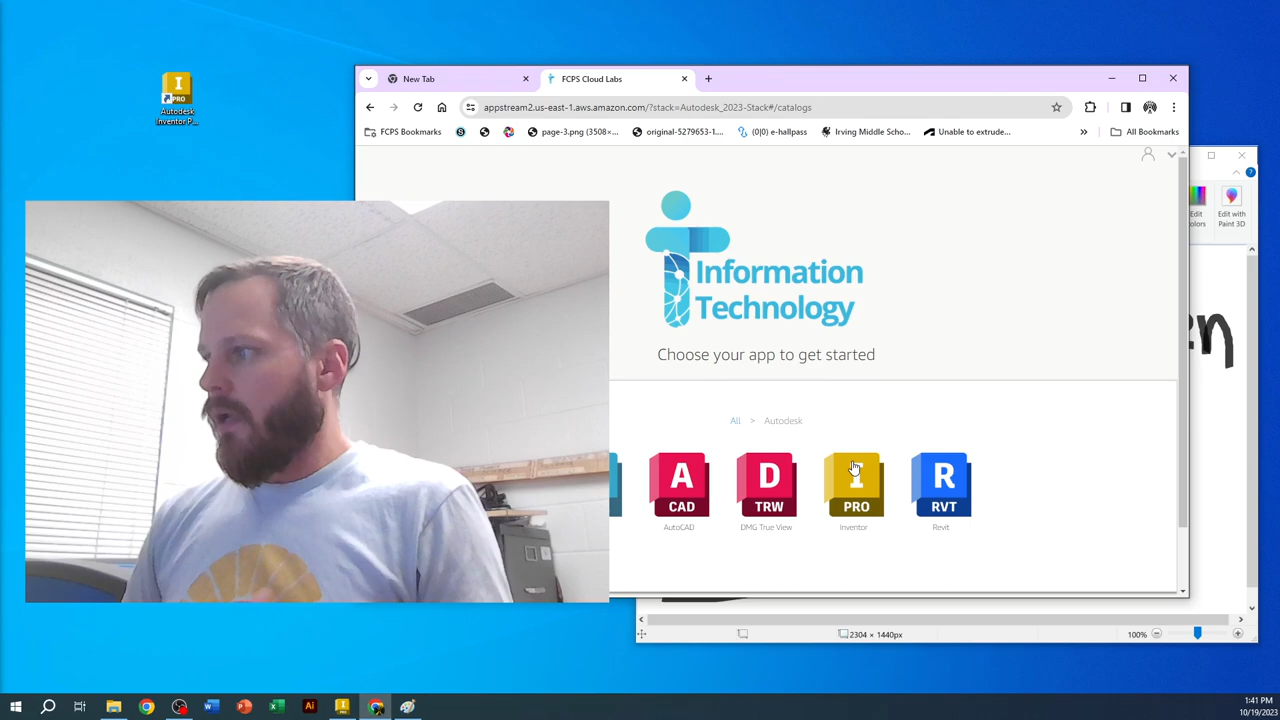 I
PRO
Autodesk
Inventor P...
New Tab
FCPS Cloud Labs
appstream2.us-east-1.aws.amazon.com/?stack=Autodesk_2023-Stack#/catalogs
FCPS Bookmarks
page-3.png (3508×...
original-5279653-1....
(0|0) e-hallpass
Irving Middle Scho...
Unable to extrude...
»
All Bookmarks
Edit
Edit with
Paint 3D
Information
Technology
Choose your app to get started
All > Autodesk
A
CAD
AutoCAD
D
TRW
DMG True View
I
PRO
Inventor
R
RVT
Revit
2304 × 1440px
100%
Ai
1:41 PM
10/19/2023